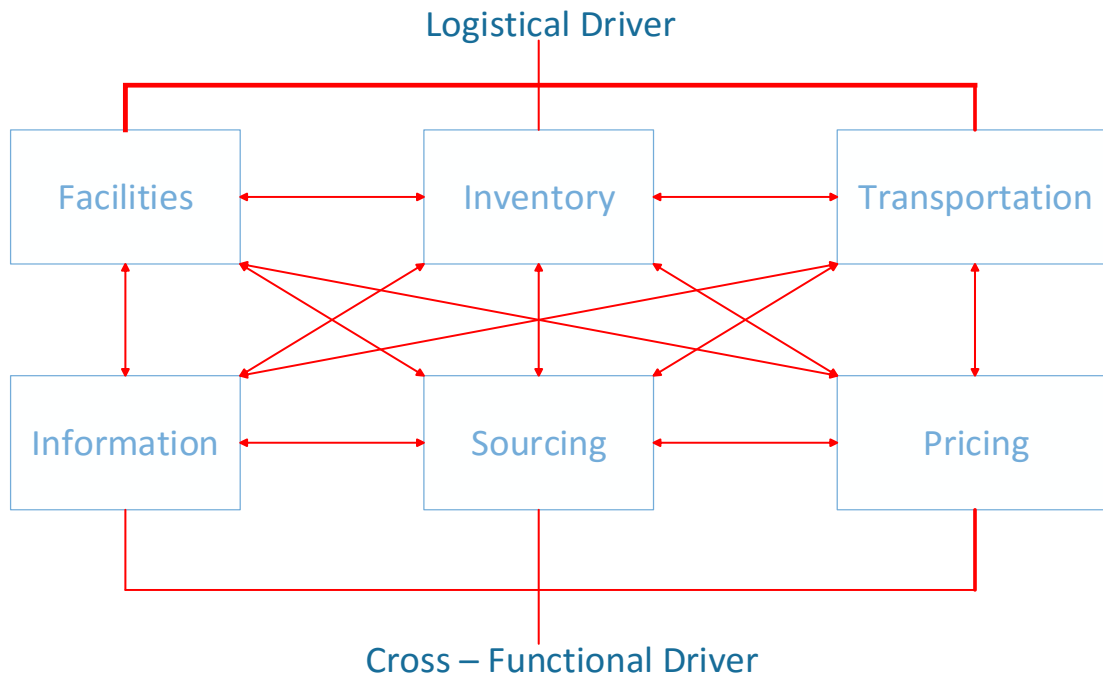 Logistical Driver
Facilities
Inventory
Transportation
Information
Sourcing
Pricing
Cross – Functional Driver